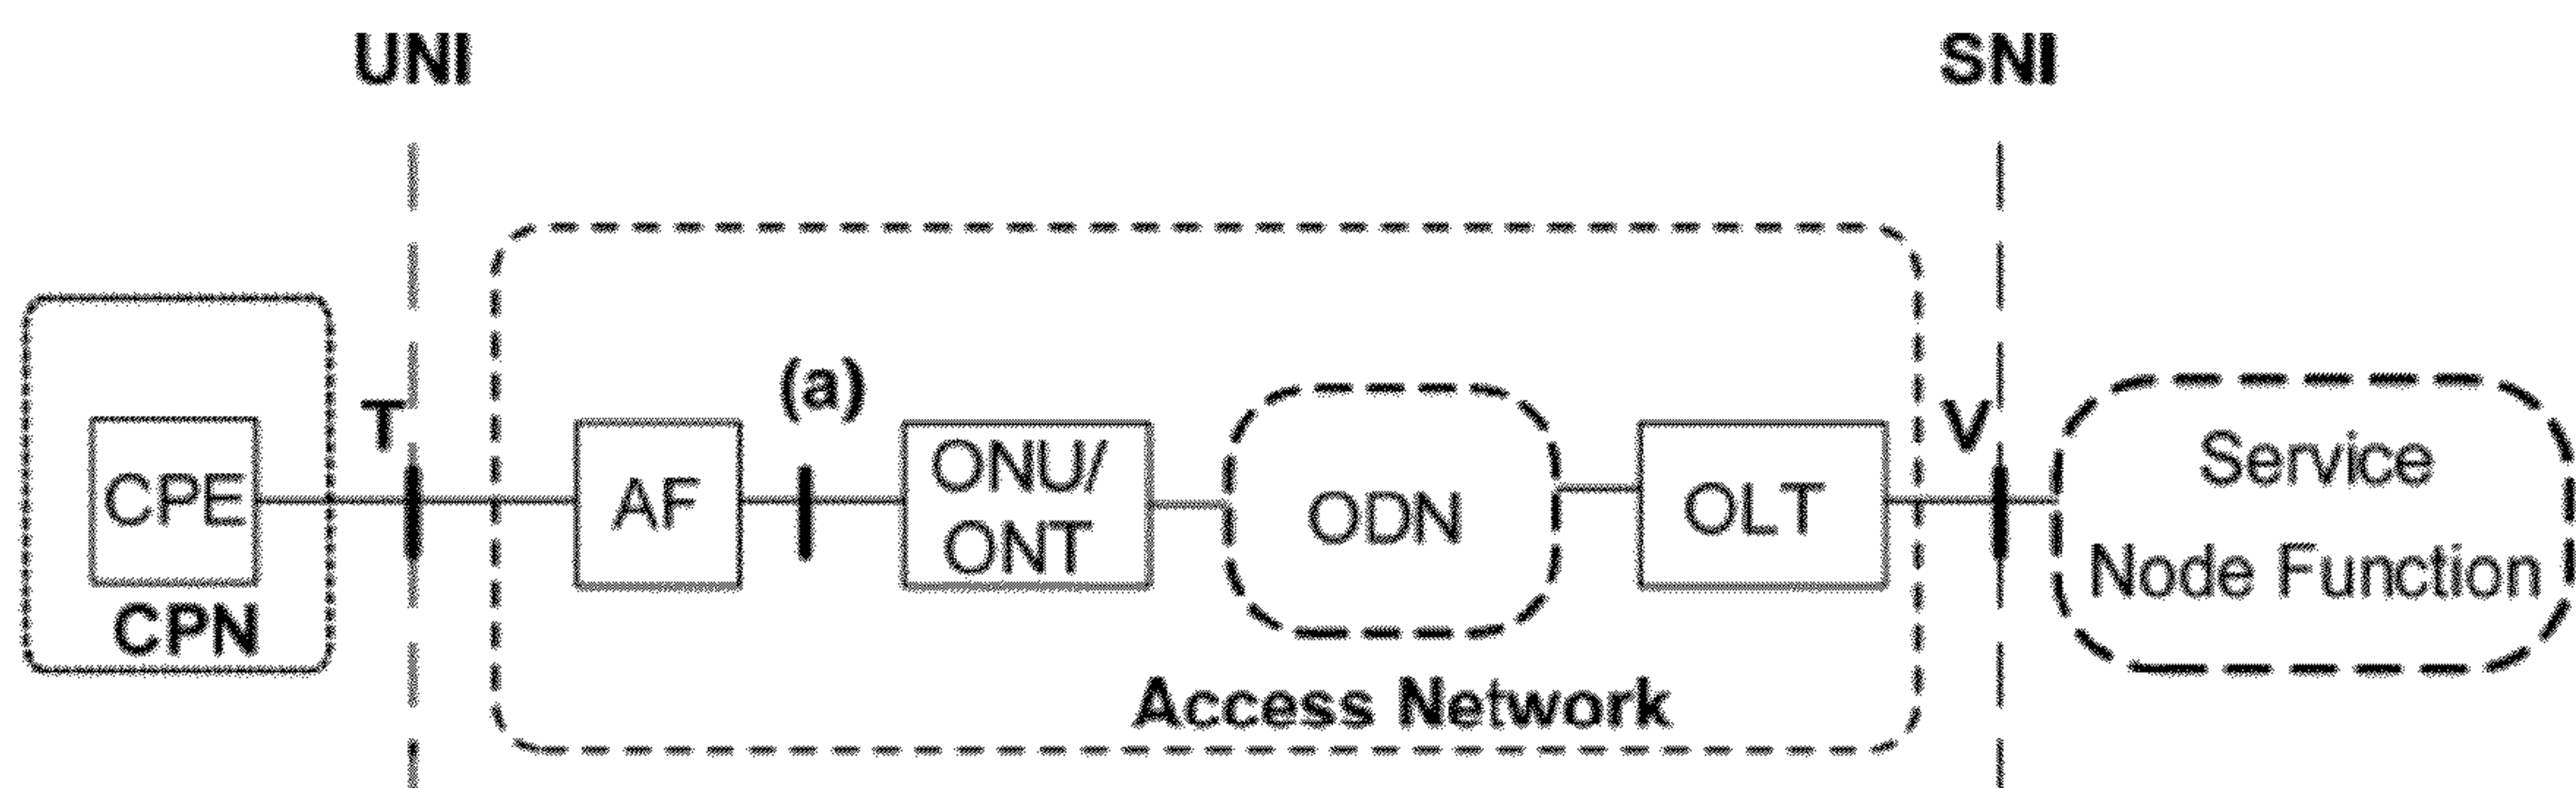 UNI
SNI
(a)
T
V
CPE
AF
ONU/
ONT
ODN
OLT
Service
Node Function
CPN
Access Network